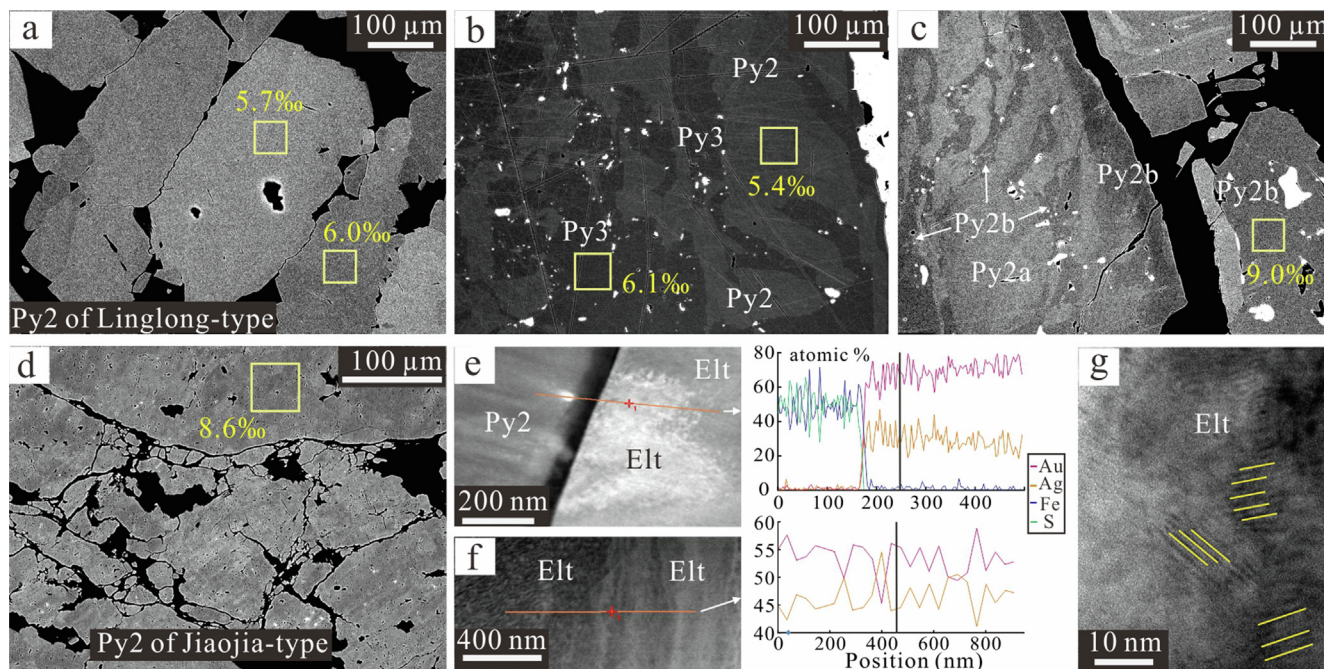 a
100 µm
5.7‰
6.0‰
Py2 of Linglong-type
b
100 µm
Py2
Py3
5.4‰
Py3
6.1‰
Py2
c
100 µm
Py2b
Py2b
Py2b
Py2a
9.0‰
d
100 µm
8.6‰
Py2 of Jiaojia-type
e
Elt
Py2
Elt
200 nm
f
Elt
Elt
400 nm
80
atomic %
60
40
20
0
0
100
200
300
400
Au
Ag
Fe
S
60
55
50
45
40
0
200
400
600
800
Position (nm)
g
Elt
10 nm